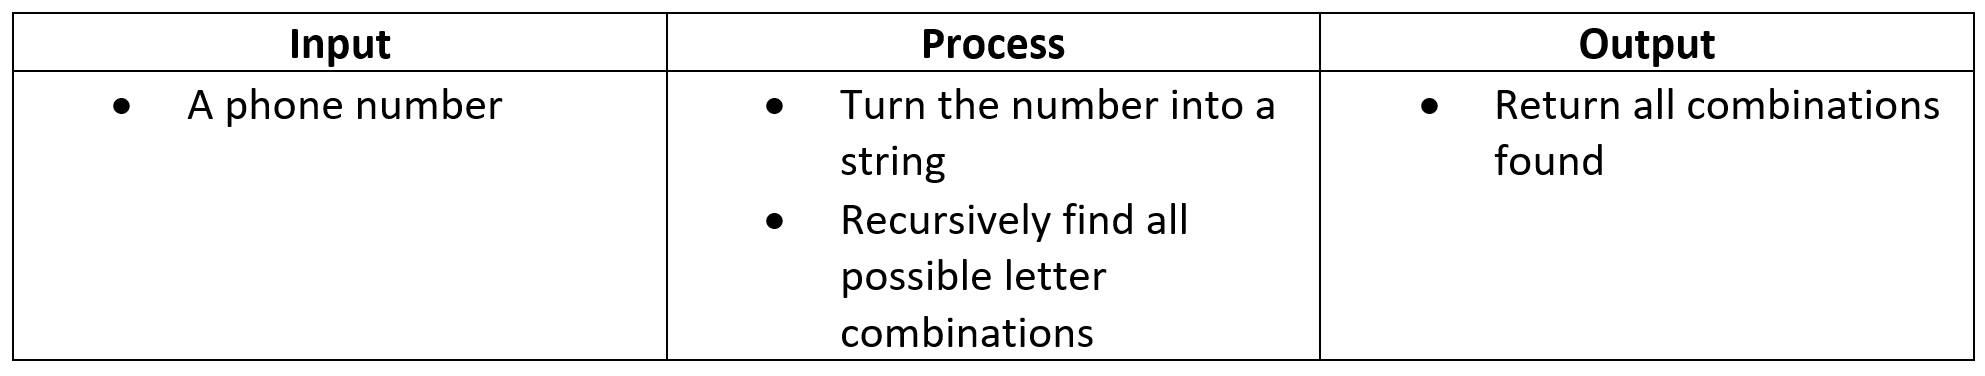 Input
Process
Output
• A phone number
• Turn the number into a
string
• Recursively find all
possible letter
combinations
• Return all combinations
found